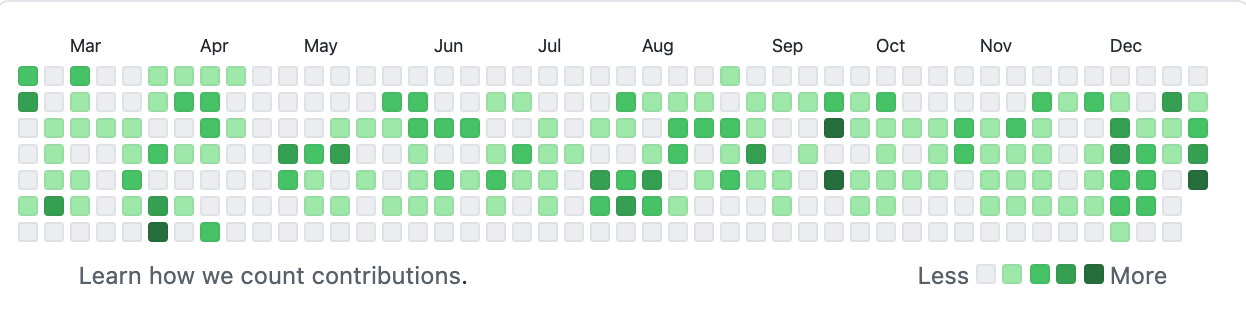 Mar Apr May Jun Jul Aug Sep Oct Nov Dec
Learn how we count contributions.
Less More